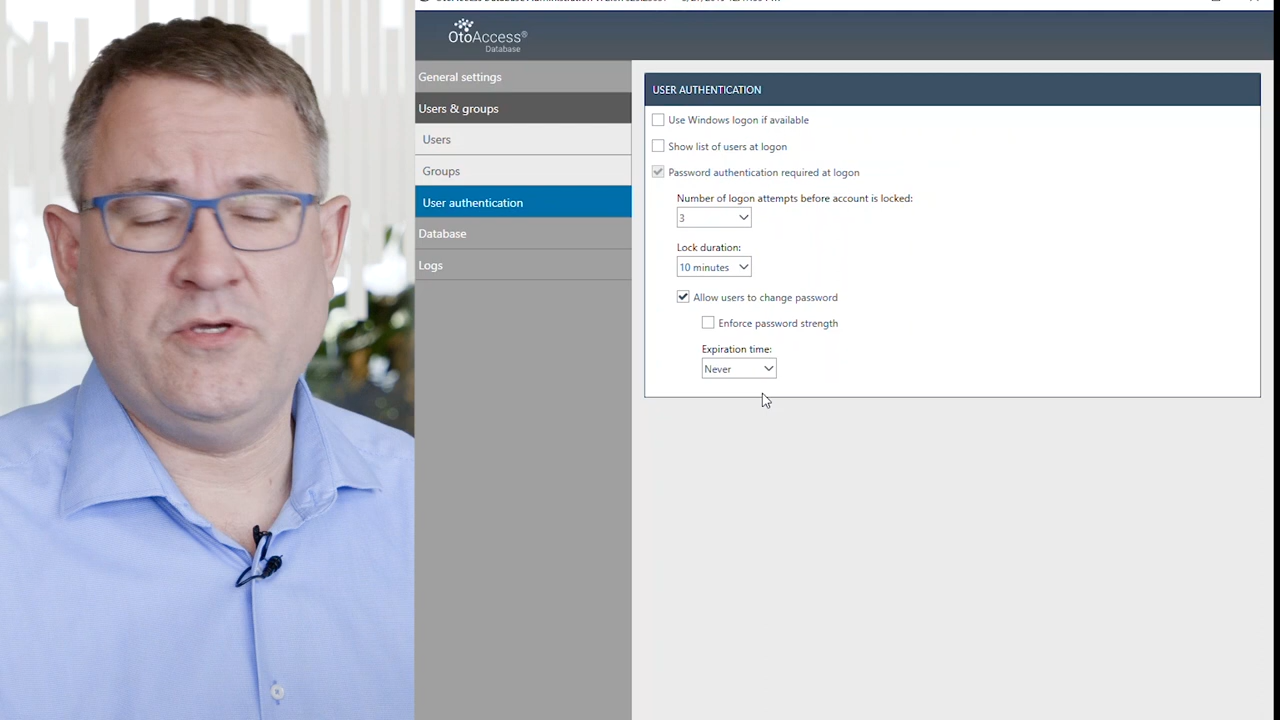 OtoAccess®
Database
General settings
Users & groups
Users
Groups
User authentication
Database
Logs
USER AUTHENTICATION
Use Windows logon if available
Show list of users at logon
Password authentication required at logon
Number of logon attempts before account is locked:
3
Lock duration:
10 minutes
Allow users to change password
Enforce password strength
Expiration time:
Never